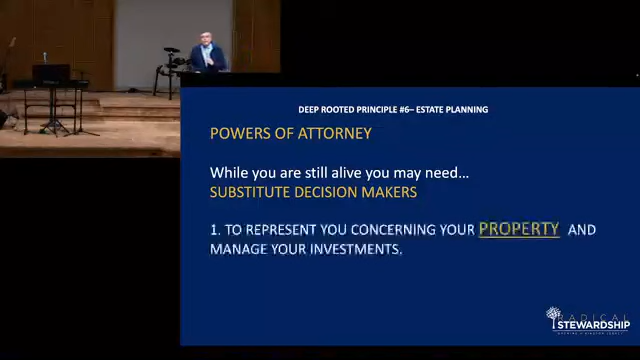 DEEP ROOTED PRINCIPLE #6– ESTATE PLANNING
POWERS OF ATTORNEY
While you are still alive you may need…
SUBSTITUTE DECISION MAKERS
1. TO REPRESENT YOU CONCERNING YOUR PROPERTY AND
MANAGE YOUR INVESTMENTS.
RADICAL
STEWARDSHIP